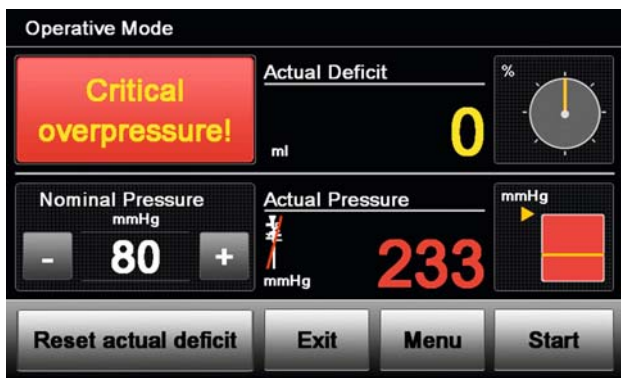 Operative Mode
Critical
overpressure!
Actual Deficit
ml
0
%
Nominal Pressure
mmHg
-
80
+
Actual Pressure
mmHg
233
mmHg
Reset actual deficit
Exit
Menu
Start